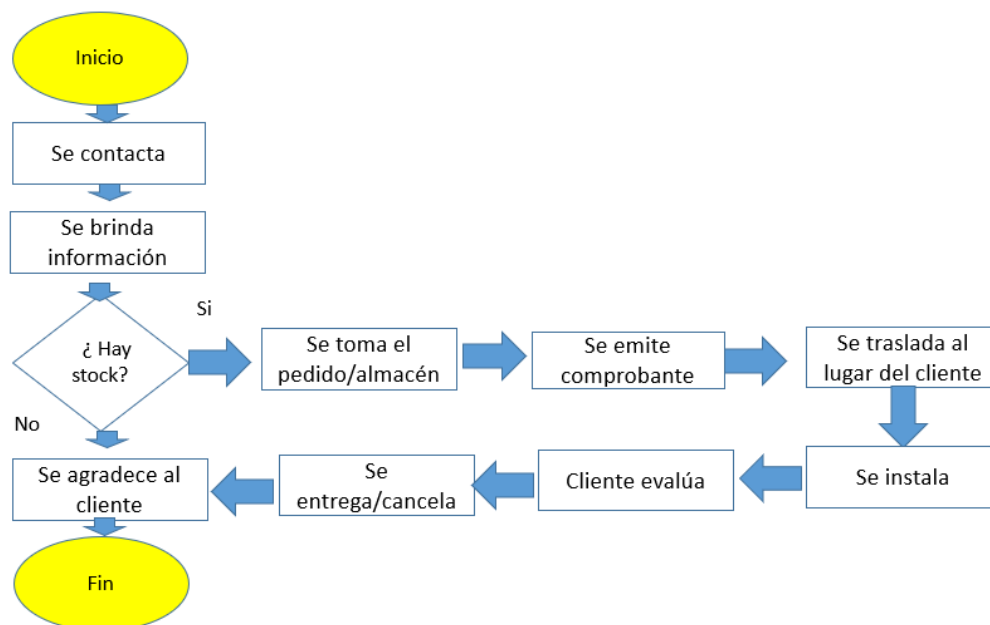 Inicio
Se contacta
Se brinda
información
¿ Hay
stock?
Si
Se toma el
pedido/almacén
Se emite
comprobante
Se traslada al
lugar del cliente
No
Se agradece al
cliente
Se
entrega/cancela
Cliente evalúa
Se instala
Fin